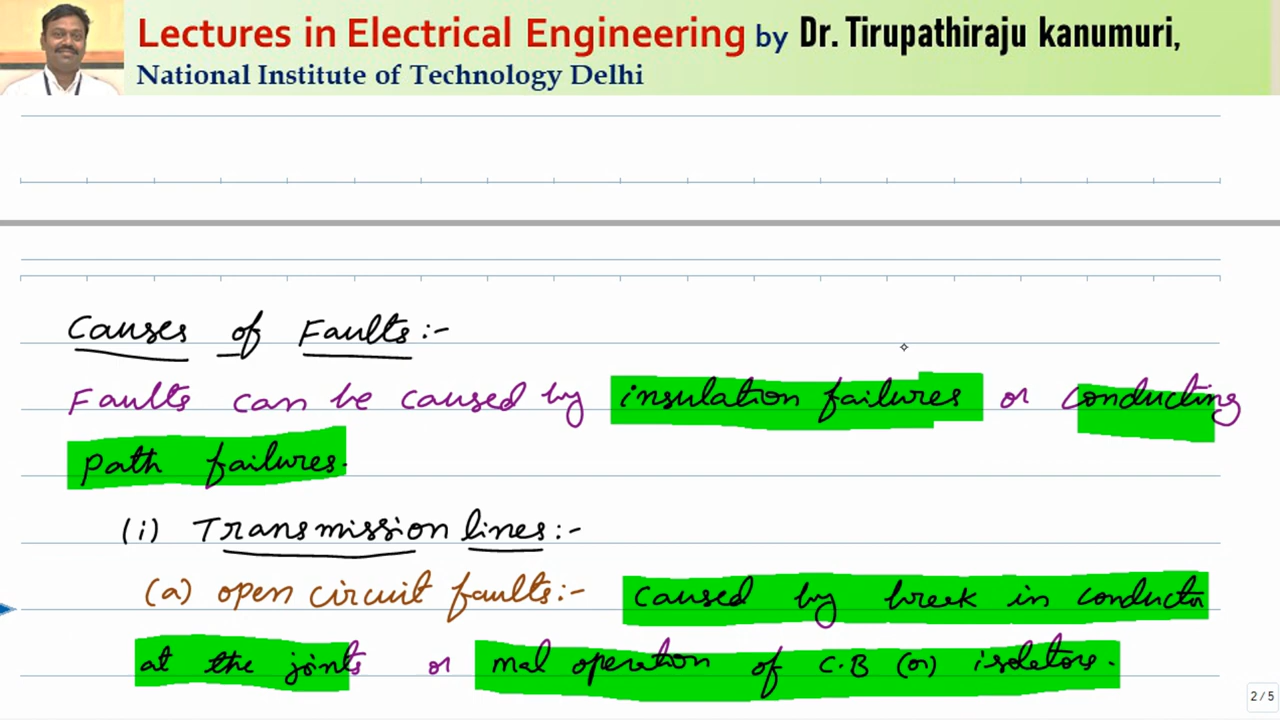 Lectures in Electrical Engineering by Dr. Tirupathiraju kanumuri,
National Institute of Technology Delhi
Causes of Faults:-
Faults can be caused by insulation failures or conducting
path failures.
(i) Transmission lines:-
(a) open circuit faults:- caused by break in conductor
at the joints or mal operation of C.B (or) isolators.
2/5